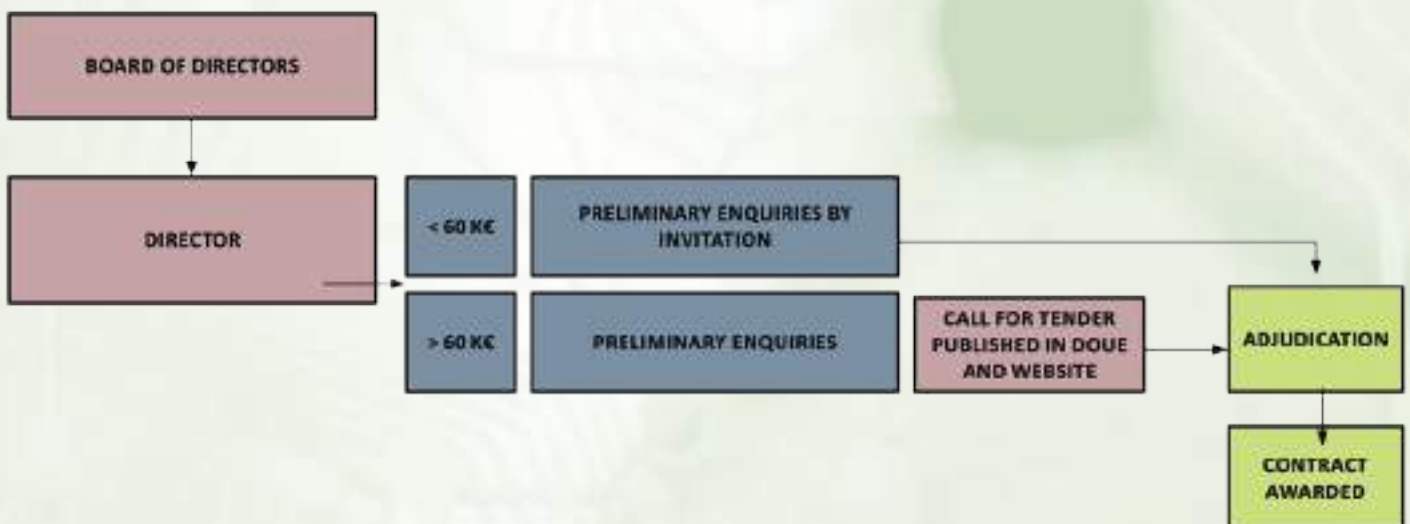 BOARD OF DIRECTORS
DIRECTOR
< 60 K€
PRELIMINARY ENQUIRIES BY
INVITATION
> 60 K€
PRELIMINARY ENQUIRIES
CALL FOR TENDER
PUBLISHED IN DOUE
AND WEBSITE
ADJUDICATION
CONTRACT
AWARDED